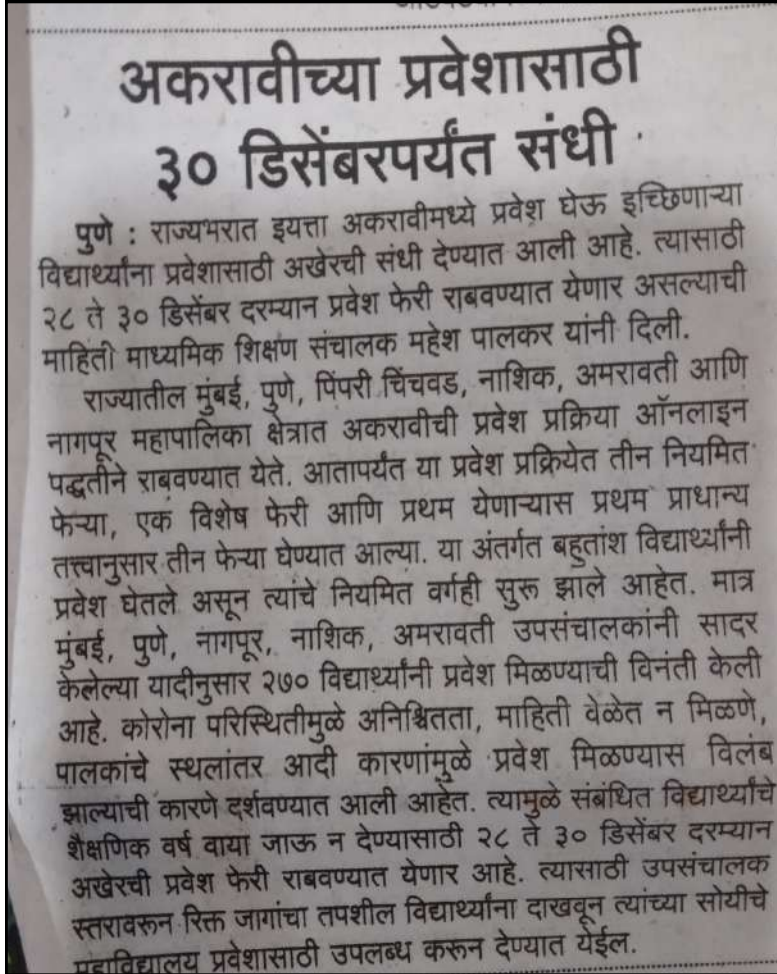 अकरावीच्या प्रवेशासाठी
३० डिसेंबरपर्यंत संधी
पुणे : राज्यभरात इयत्ता अकरावीमध्ये प्रवेश घेऊ इच्छिणाऱ्या
विद्यार्थ्यांना प्रवेशासाठी अखेरची संधी देण्यात आली आहे. त्यासाठी
२८ ते ३० डिसेंबर दरम्यान प्रवेश फेरी राबवण्यात येणार असल्याची
माहिती माध्यमिक शिक्षण संचालक महेश पालकर यांनी दिली.
राज्यातील मुंबई, पुणे, पिंपरी चिंचवड, नाशिक, अमरावती आणि
नागपूर महापालिका क्षेत्रात अकरावीची प्रवेश प्रक्रिया ऑनलाइन
पद्धतीने राबवण्यात येते. आतापर्यंत या प्रवेश प्रक्रियेत तीन नियमित
फेऱ्या, एक विशेष फेरी आणि प्रथम येणाऱ्यास प्रथम प्राधान्य
तत्त्वानुसार तीन फेऱ्या घेण्यात आल्या. या अंतर्गत बहुतांश विद्यार्थ्यांनी
प्रवेश घेतले असून त्यांचे नियमित वर्गही सुरू झाले आहेत. मात्र
मुंबई, पुणे, नागपूर, नाशिक, अमरावती उपसंचालकांनी सादर
केलेल्या यादीनुसार २७० विद्यार्थ्यांनी प्रवेश मिळण्याची विनंती केली
आहे. कोरोना परिस्थितीमुळे अनिश्चितता, माहिती वेळेत न मिळणे,
पालकांचे स्थलांतर आदी कारणांमुळे प्रवेश मिळण्यास विलंब
झाल्याची कारणे दर्शवण्यात आली आहेत. त्यामुळे संबंधित विद्यार्थ्यांचे
शैक्षणिक वर्ष वाया जाऊ न देण्यासाठी २८ ते ३० डिसेंबर दरम्यान
अखेरची प्रवेश फेरी राबवण्यात येणार आहे. त्यासाठी उपसंचालक
स्तरावरून रिक्त जागांचा तपशील विद्यार्थ्यांना दाखवून त्यांच्या सोयीचे
महाविद्यालय प्रवेशासाठी उपलब्ध करून देण्यात येईल.